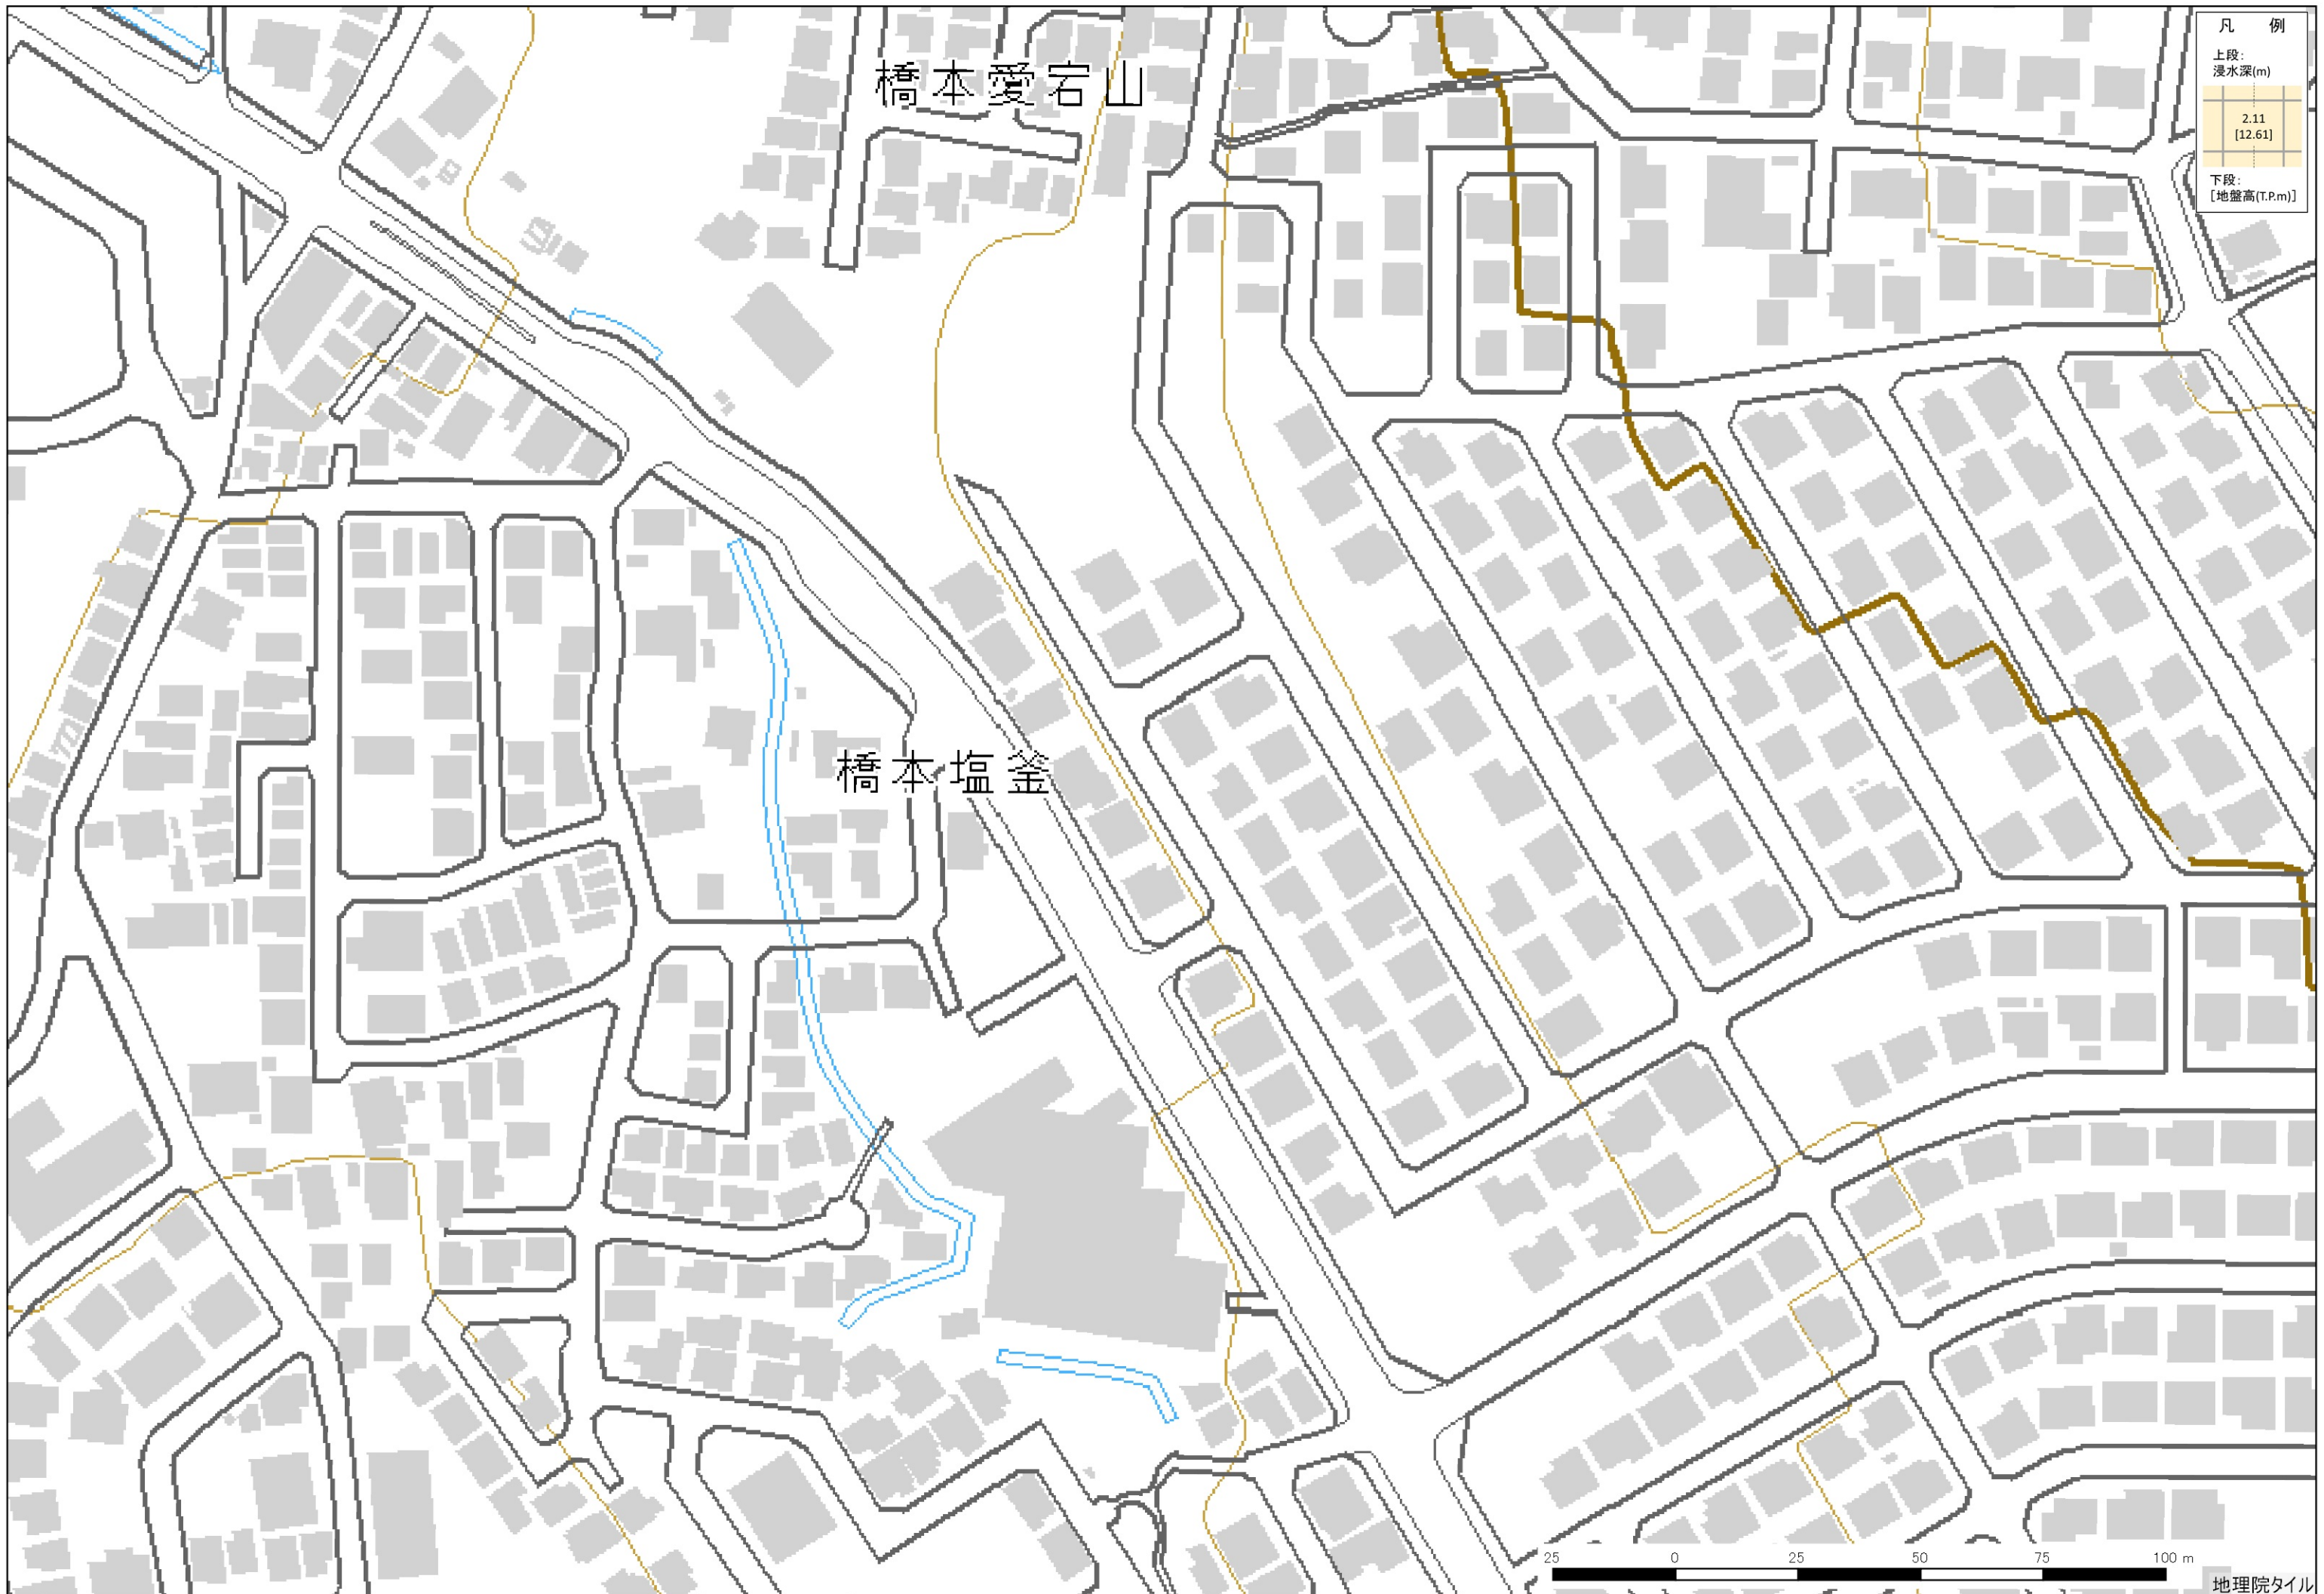 凡 例
上段：
浸水深(m)
2.11
[12.61]
下段：
[地盤高(T.P.m)]
橋本愛宕山
橋本塩釜
25 0 25 50 75 100 m
地理院タイル